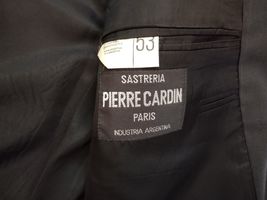 53
SASTRERIA
PIERRE CARDIN
PARIS
INDUSTRIA ARGENTINA